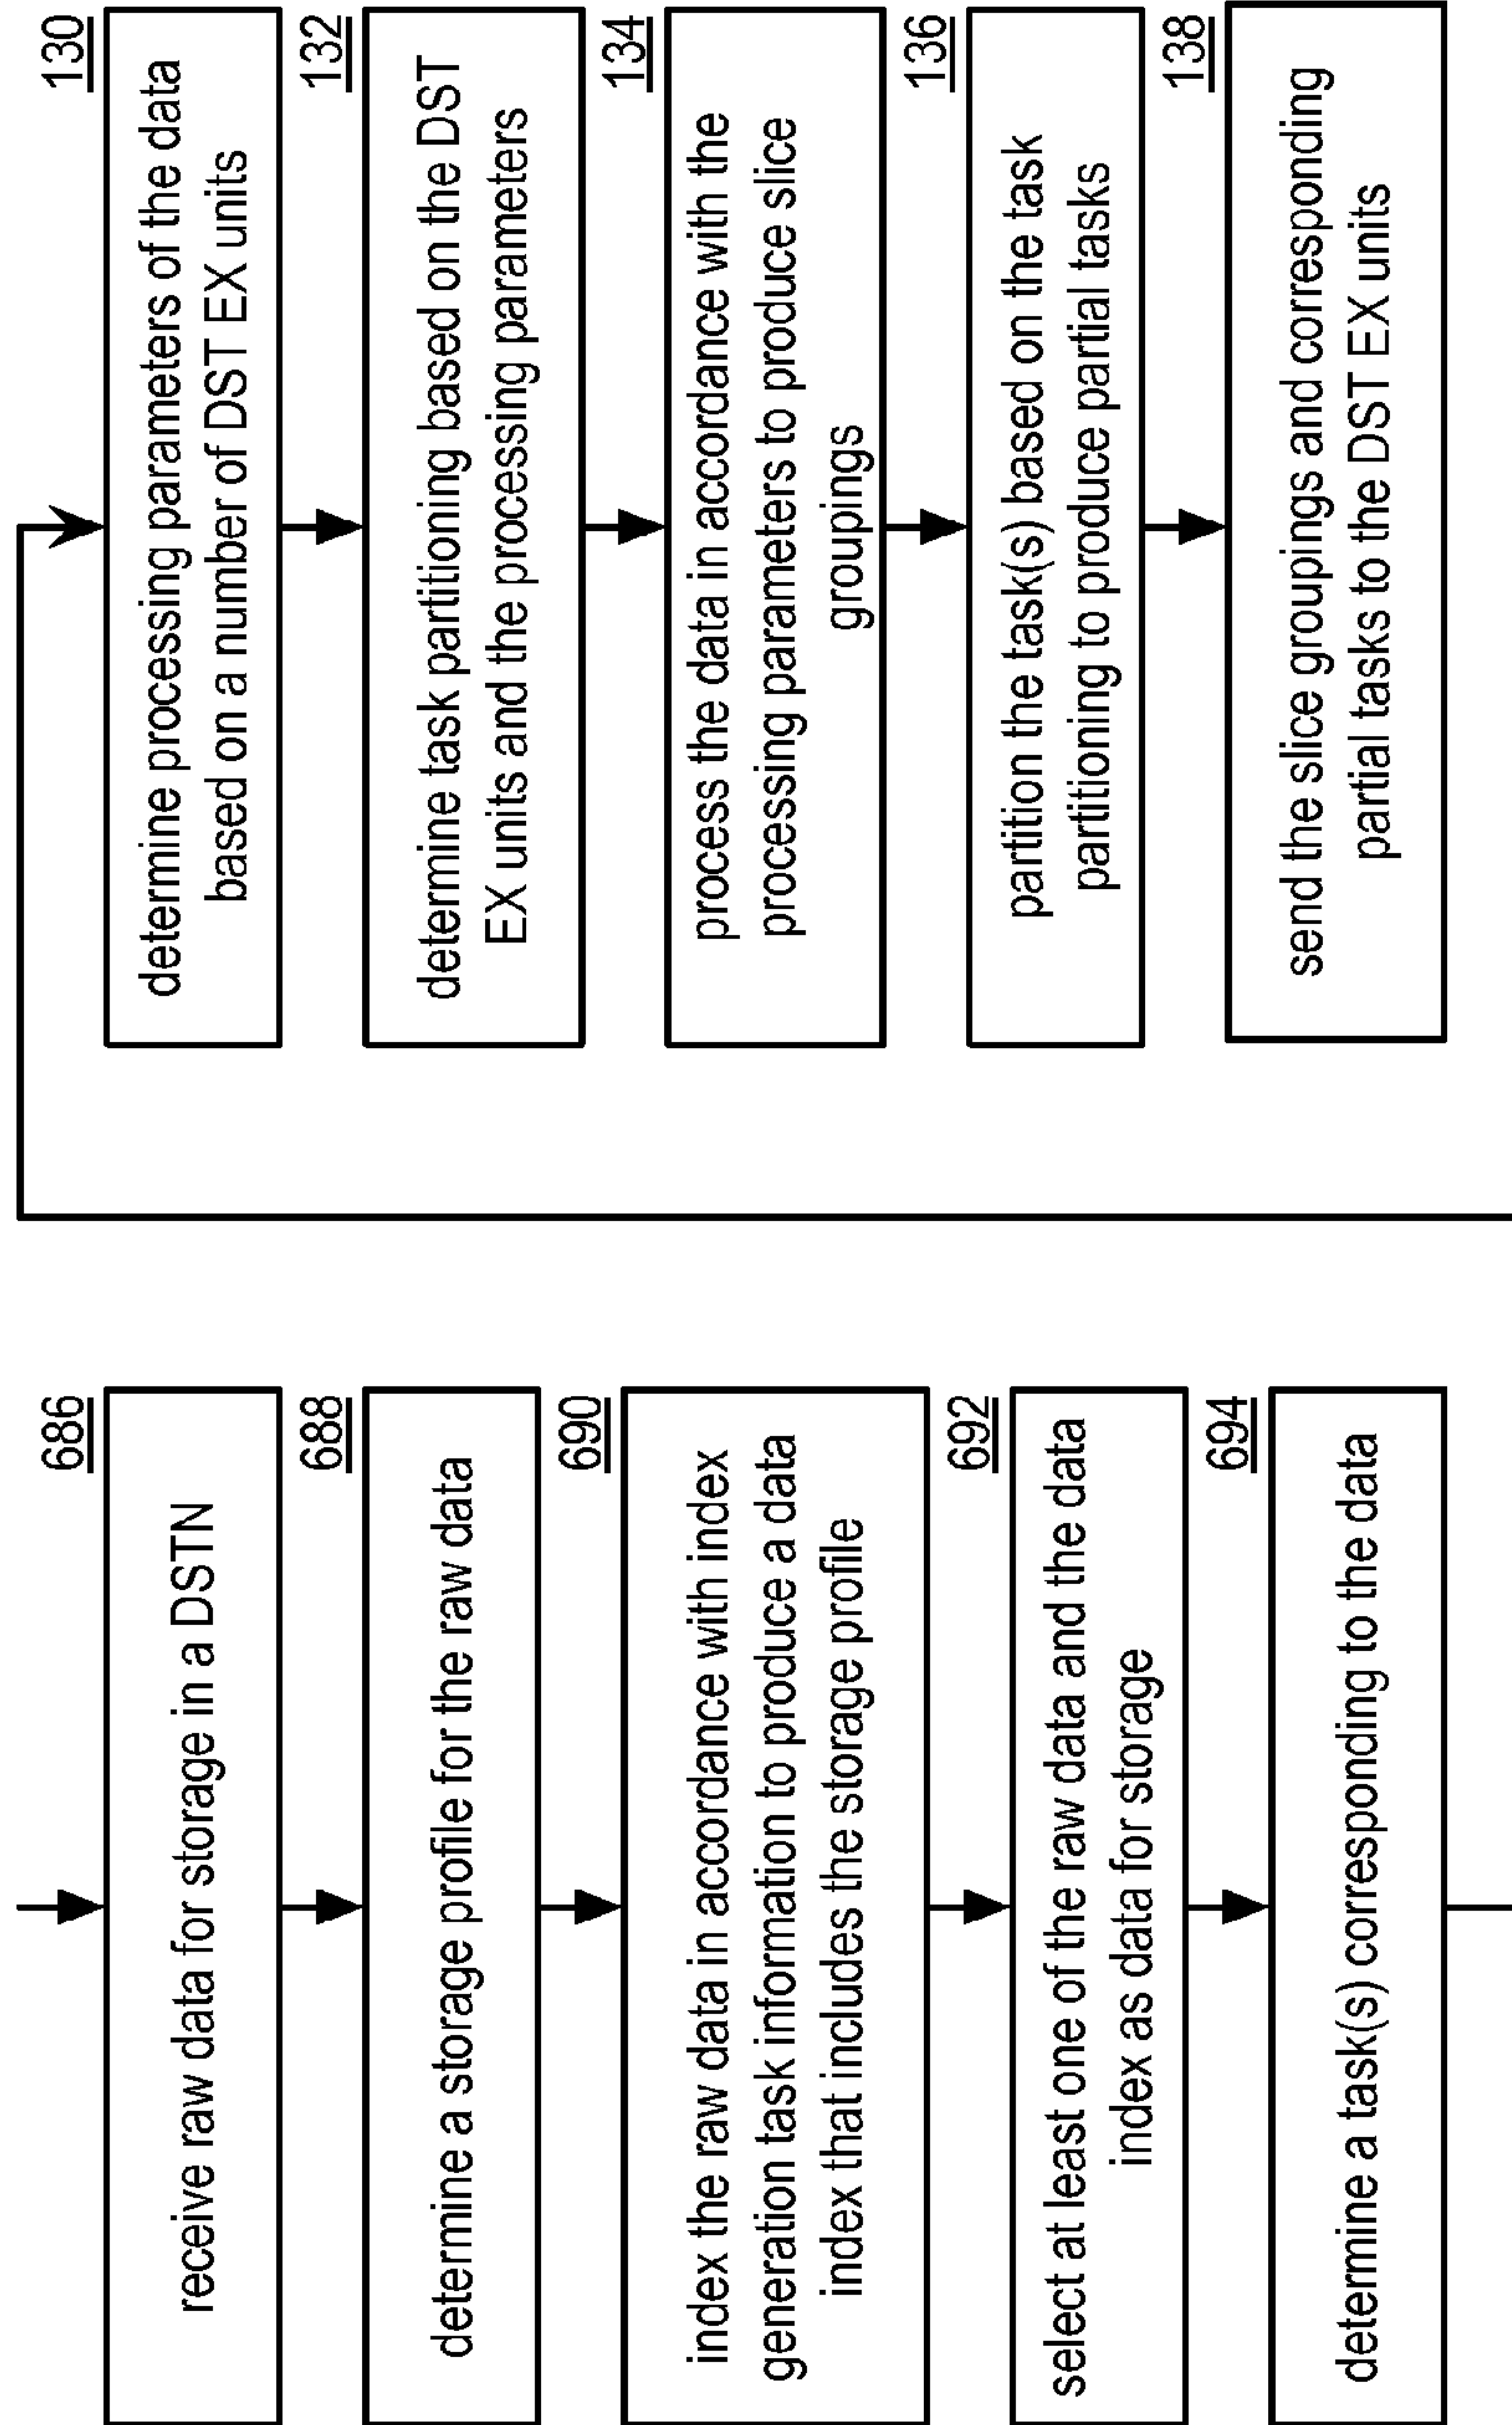 686
receive raw data for storage in a DSTN
688
determine a storage profile for the raw data
690
index the raw data in accordance with index
generation task information to produce a data
index that includes the storage profile
692
select at least one of the raw data and the data
index as data for storage
694
determine a task(s) corresponding to the data
130
determine processing parameters of the data
based on a number of DST EX units
132
determine task partitioning based on the DST
EX units and the processing parameters
134
process the data in accordance with the
processing parameters to produce slice
groupings
136
partition the task(s) based on the task
partitioning to produce partial tasks
138
send the slice groupings and corresponding
partial tasks to the DST EX units